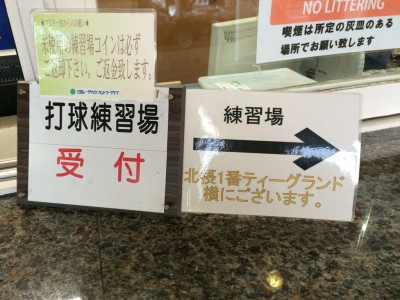 NO LITTERING
喫煙は所定の灰皿のある
場所でお願い致します
未使用の練習場コインは必ず
ご返却下さい。ご返金致します。
打球練習場
受付
練習場
北摂1番ティーグランド
横にございます。